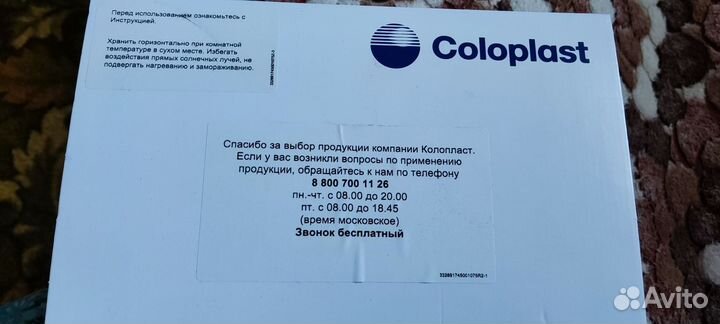 Перед использованием ознакомьтесь с
Инструкцией.
Хранить горизонтально при комнатной
температуре в сухом месте. Избегать
воздействия прямых солнечных лучей, не
подвергать нагреванию и замораживанию.
Coloplast
Спасибо за выбор продукции компании Колопласт.
Если у вас возникли вопросы по применению
продукции, обращайтесь к нам по телефону
8 800 700 11 26
пн.-чт. с 08.00 до 20.00
пт. с 08.00 до 18.45
(время московское)
Звонок бесплатный
Avito